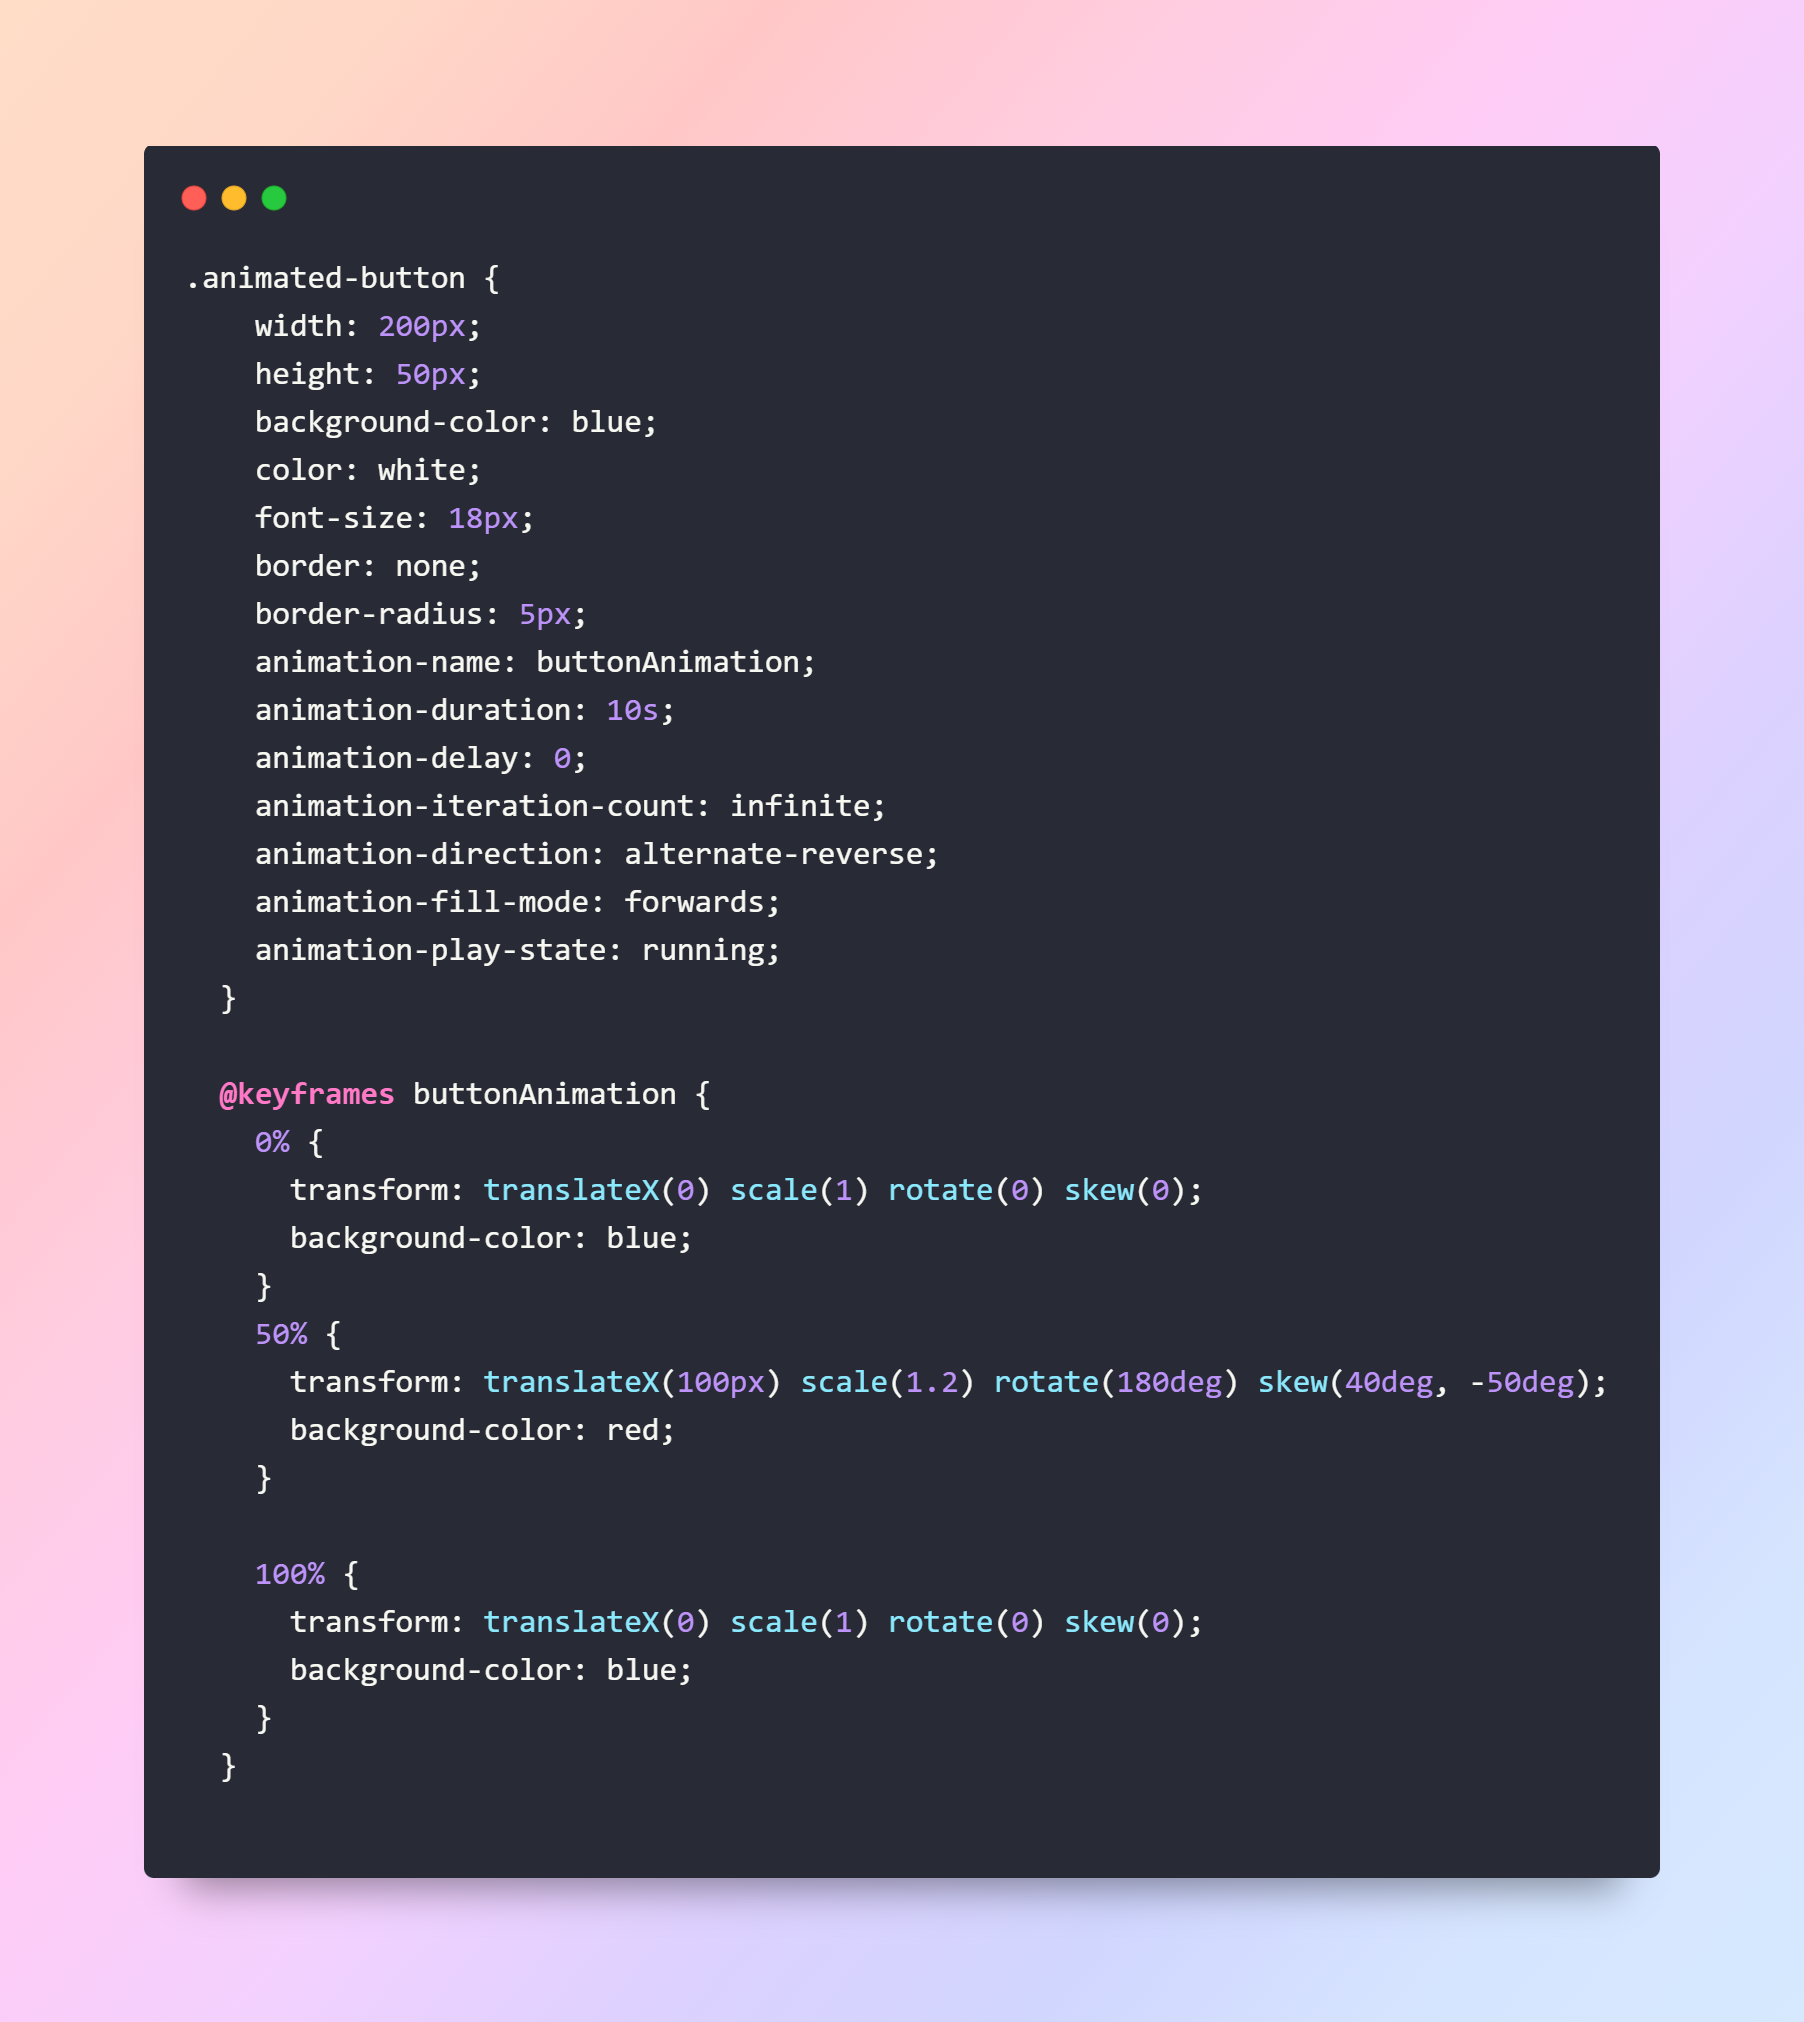 .animated-button {
    width: 200px;
    height: 50px;
    background-color: blue;
    color: white;
    font-size: 18px;
    border: none;
    border-radius: 5px;
    animation-name: buttonAnimation;
    animation-duration: 10s;
    animation-delay: 0;
    animation-iteration-count: infinite;
    animation-direction: alternate-reverse;
    animation-fill-mode: forwards;
    animation-play-state: running;
  }
  @keyframes buttonAnimation {
    0% {
      transform: translateX(0) scale(1) rotate(0) skew(0);
      background-color: blue;
    }
    50% {
      transform: translateX(100px) scale(1.2) rotate(180deg) skew(40deg, -50deg);
      background-color: red;
    }
    100% {
      transform: translateX(0) scale(1) rotate(0) skew(0);
      background-color: blue;
    }
  }